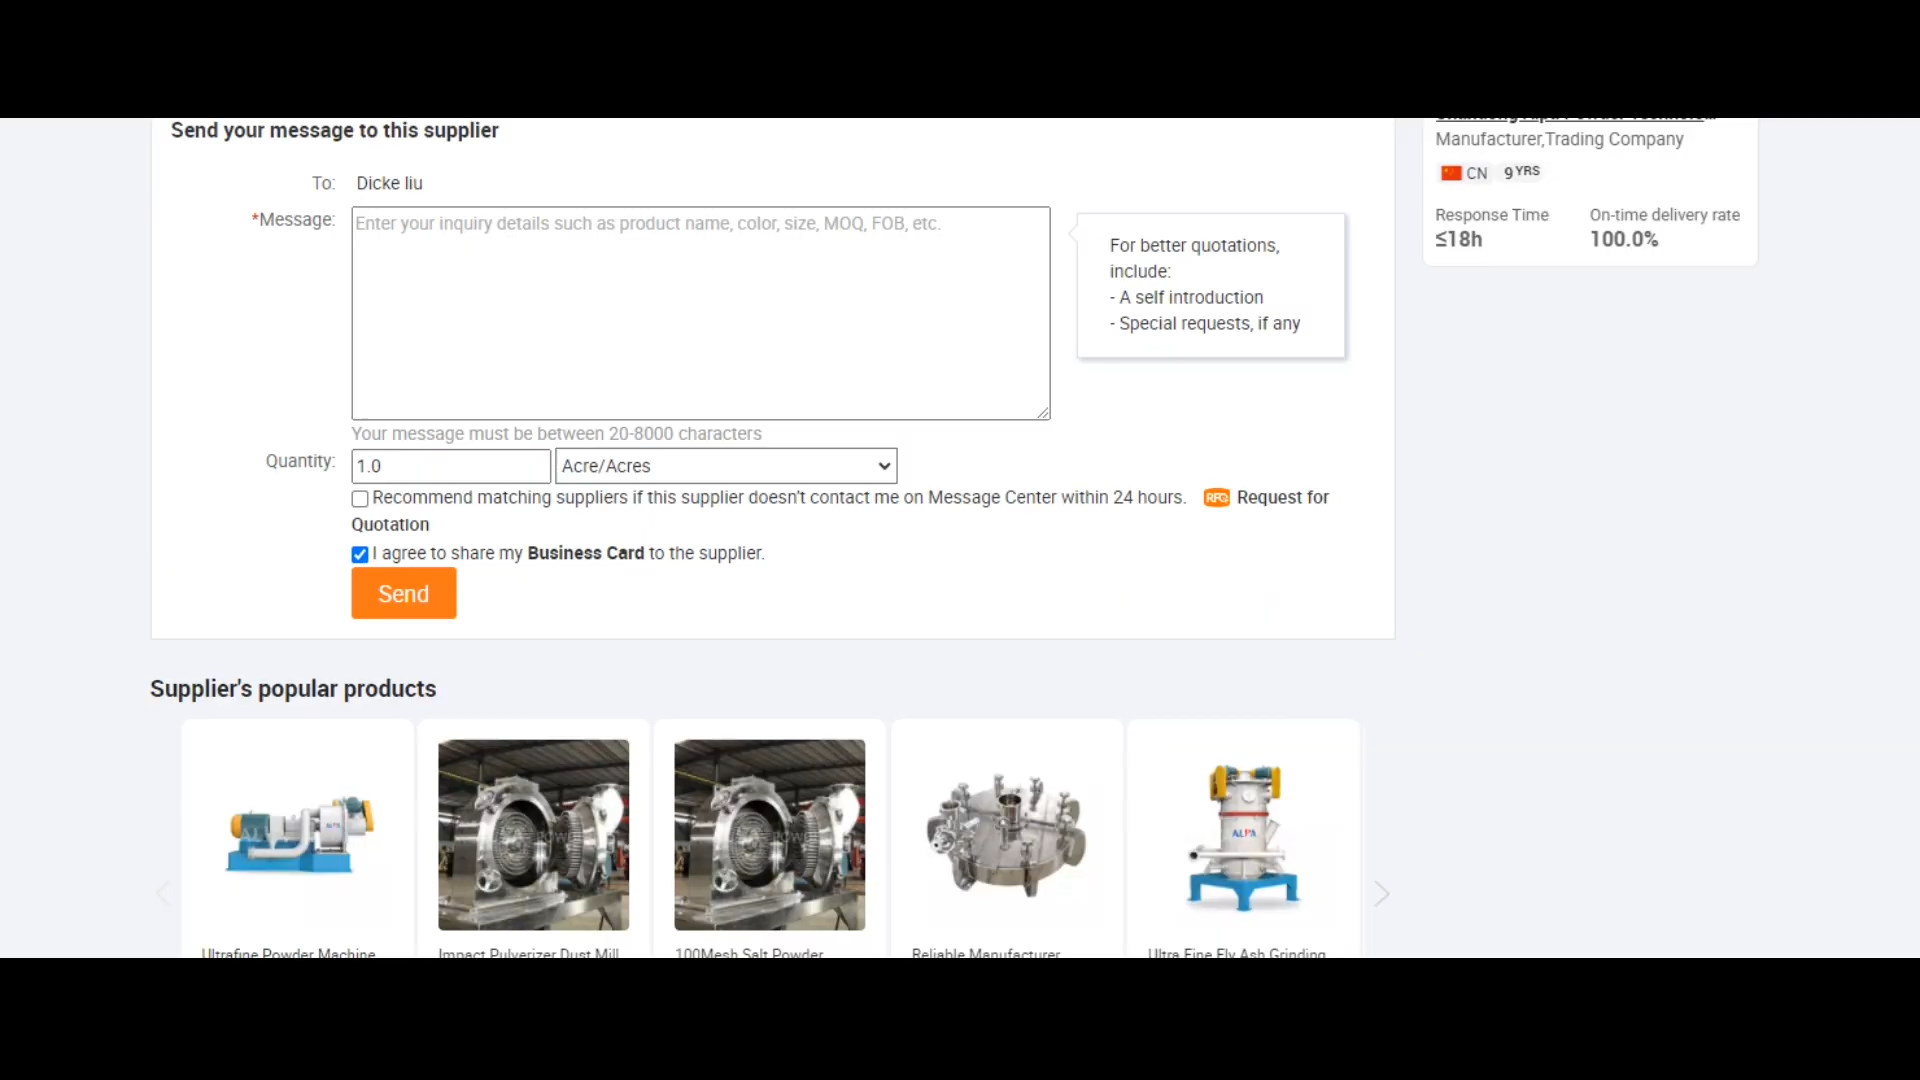 Send your message to this supplier
Manufacturer,Trading Company
CN 9 YRS
To: Dicke liu
Response Time On-time delivery rate
≤18h 100.0%
*Message: Enter your inquiry details such as product name, color, size, MOQ, FOB, etc.
For better quotations,
include:
- A self introduction
- Special requests, if any
Your message must be between 20-8000 characters
Quantity: 1.0 Acre/Acres
Recommend matching suppliers if this supplier doesn't contact me on Message Center within 24 hours. RFQ Request for
Quotation
I agree to share my Business Card to the supplier.
Send
Supplier's popular products
ALPA
Ultrafine Powder Machine
Impact Pulverizer Dust Mill
100Mesh Salt Powder
Reliable Manufacturer
Ultra Fine Fly Ash Grinding